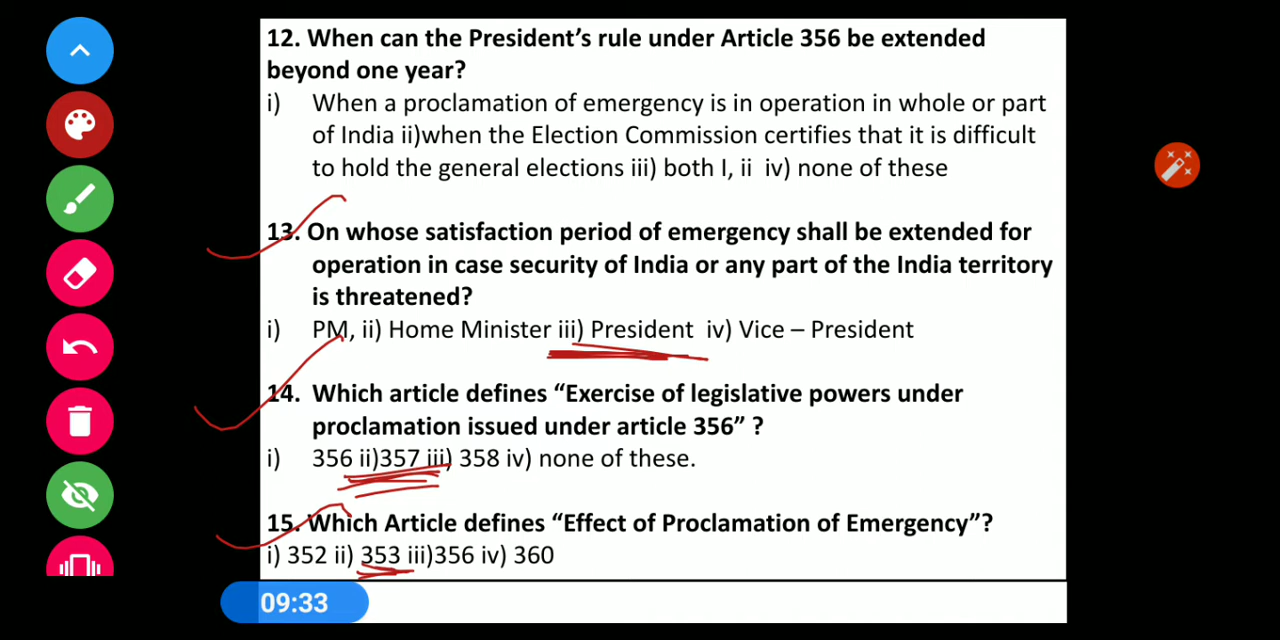 12. When can the President’s rule under Article 356 be extended
beyond one year?
i) When a proclamation of emergency is in operation in whole or part
of India ii)when the Election Commission certifies that it is difficult
to hold the general elections iii) both I, ii iv) none of these
13. On whose satisfaction period of emergency shall be extended for
operation in case security of India or any part of the India territory
is threatened?
i) PM, ii) Home Minister iii) President iv) Vice – President
14. Which article defines “Exercise of legislative powers under
proclamation issued under article 356” ?
i) 356 ii)357 iii) 358 iv) none of these.
15. Which Article defines “Effect of Proclamation of Emergency”?
i) 352 ii) 353 iii)356 iv) 360
09:33